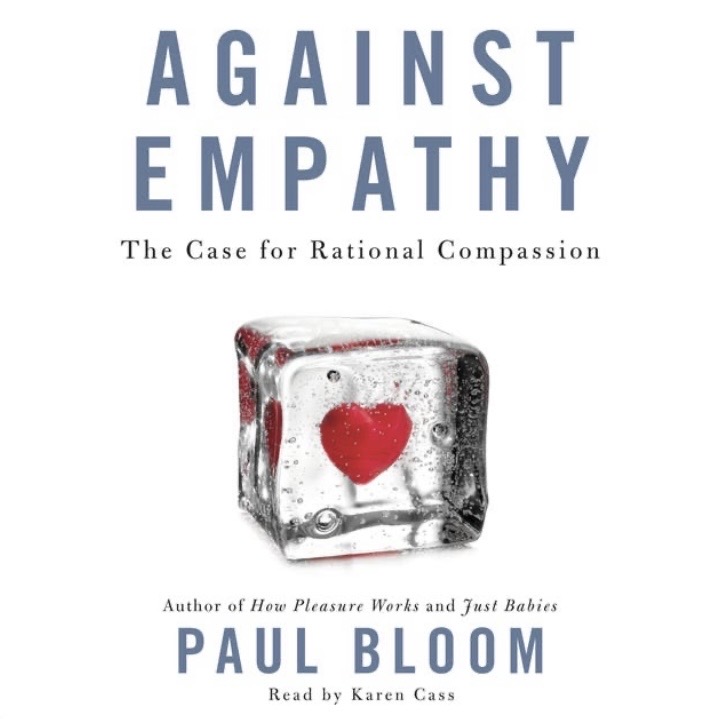 AGAINST
EMPATHY
The Case for Rational Compassion
Author of How Pleasure Works and Just Babies
PAUL BLOOM
Read by Karen Cass